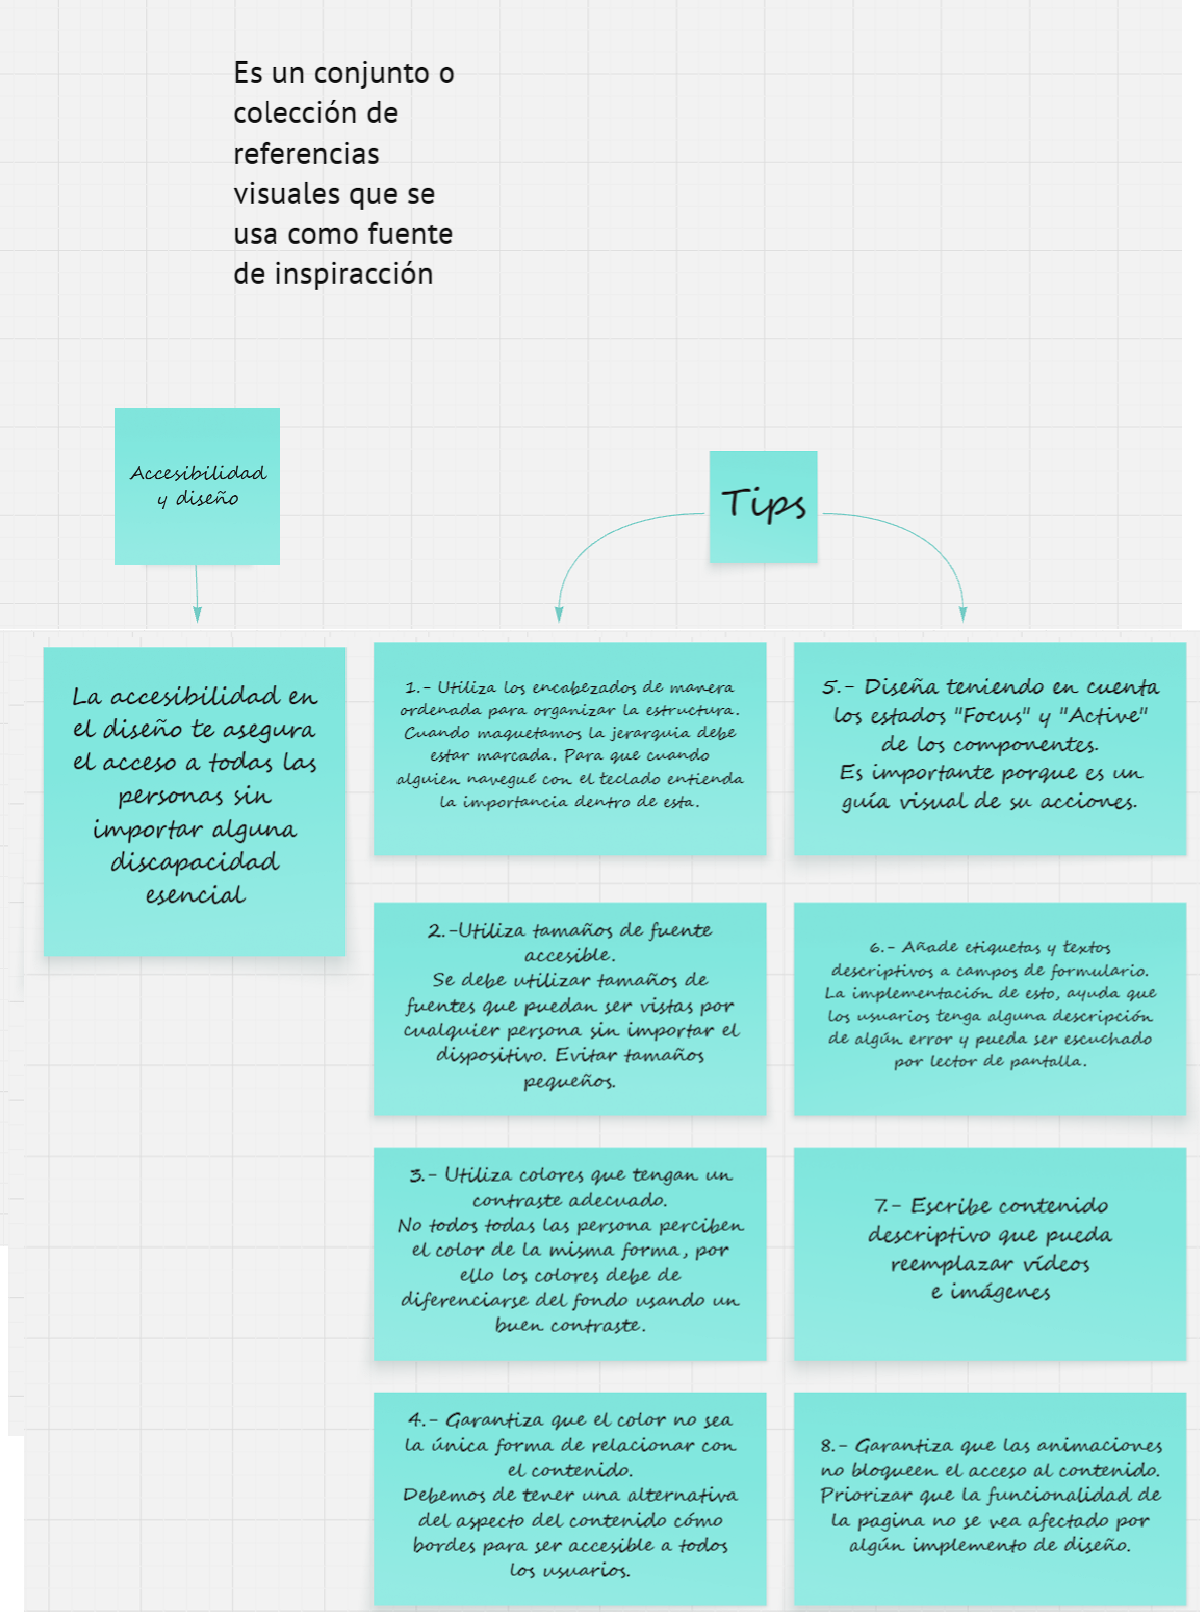 Es un conjunto o
colección de
referencias
visuales que se
usa como fuente
de inspiracción
Accesibilidad
y diseño
Tips
La accesibilidad en
el diseño te asegura
el acceso a todas las
personas sin
importar alguna
discapacidad
esencial
1.- Utiliza los encabezados de manera
ordenada para organizar la estructura.
Cuando maquetamos la jerarquia debe
estar marcada. Para que cuando
alguien navegué con el teclado entienda
la importancia dentro de esta.
2.-Utiliza tamaños de fuente
accesible.
Se debe utilizar tamaños de
fuentes que puedan ser vistas por
cualquier persona sin importar el
dispositivo. Evitar tamaños
pequeños.
3.- Utiliza colores que tengan un
contraste adecuado.
No todos todas las persona perciben
el color de la misma forma, por
ello los colores debe de
diferenciarse del fondo usando un
buen contraste.
4.- Garantiza que el color no sea
la única forma de relacionar con
el contenido.
Debemos de tener una alternativa
del aspecto del contenido cómo
bordes para ser accesible a todos
los usuarios.
5.- Diseña teniendo en cuenta
los estados "Focus" y "Active"
de los componentes.
Es importante porque es un
guía visual de su acciones.
6.- Añade etiquetas y textos
descriptivos a campos de formulario.
La implementación de esto, ayuda que
los usuarios tenga alguna descripción
de algún error y pueda ser escuchado
por lector de pantalla.
7.- Escribe contenido
descriptivo que pueda
reemplazar vídeos
e imágenes
8.- Garantiza que las animaciones
no bloqueen el acceso al contenido.
Priorizar que la funcionalidad de
la pagina no se vea afectado por
algún implemento de diseño.